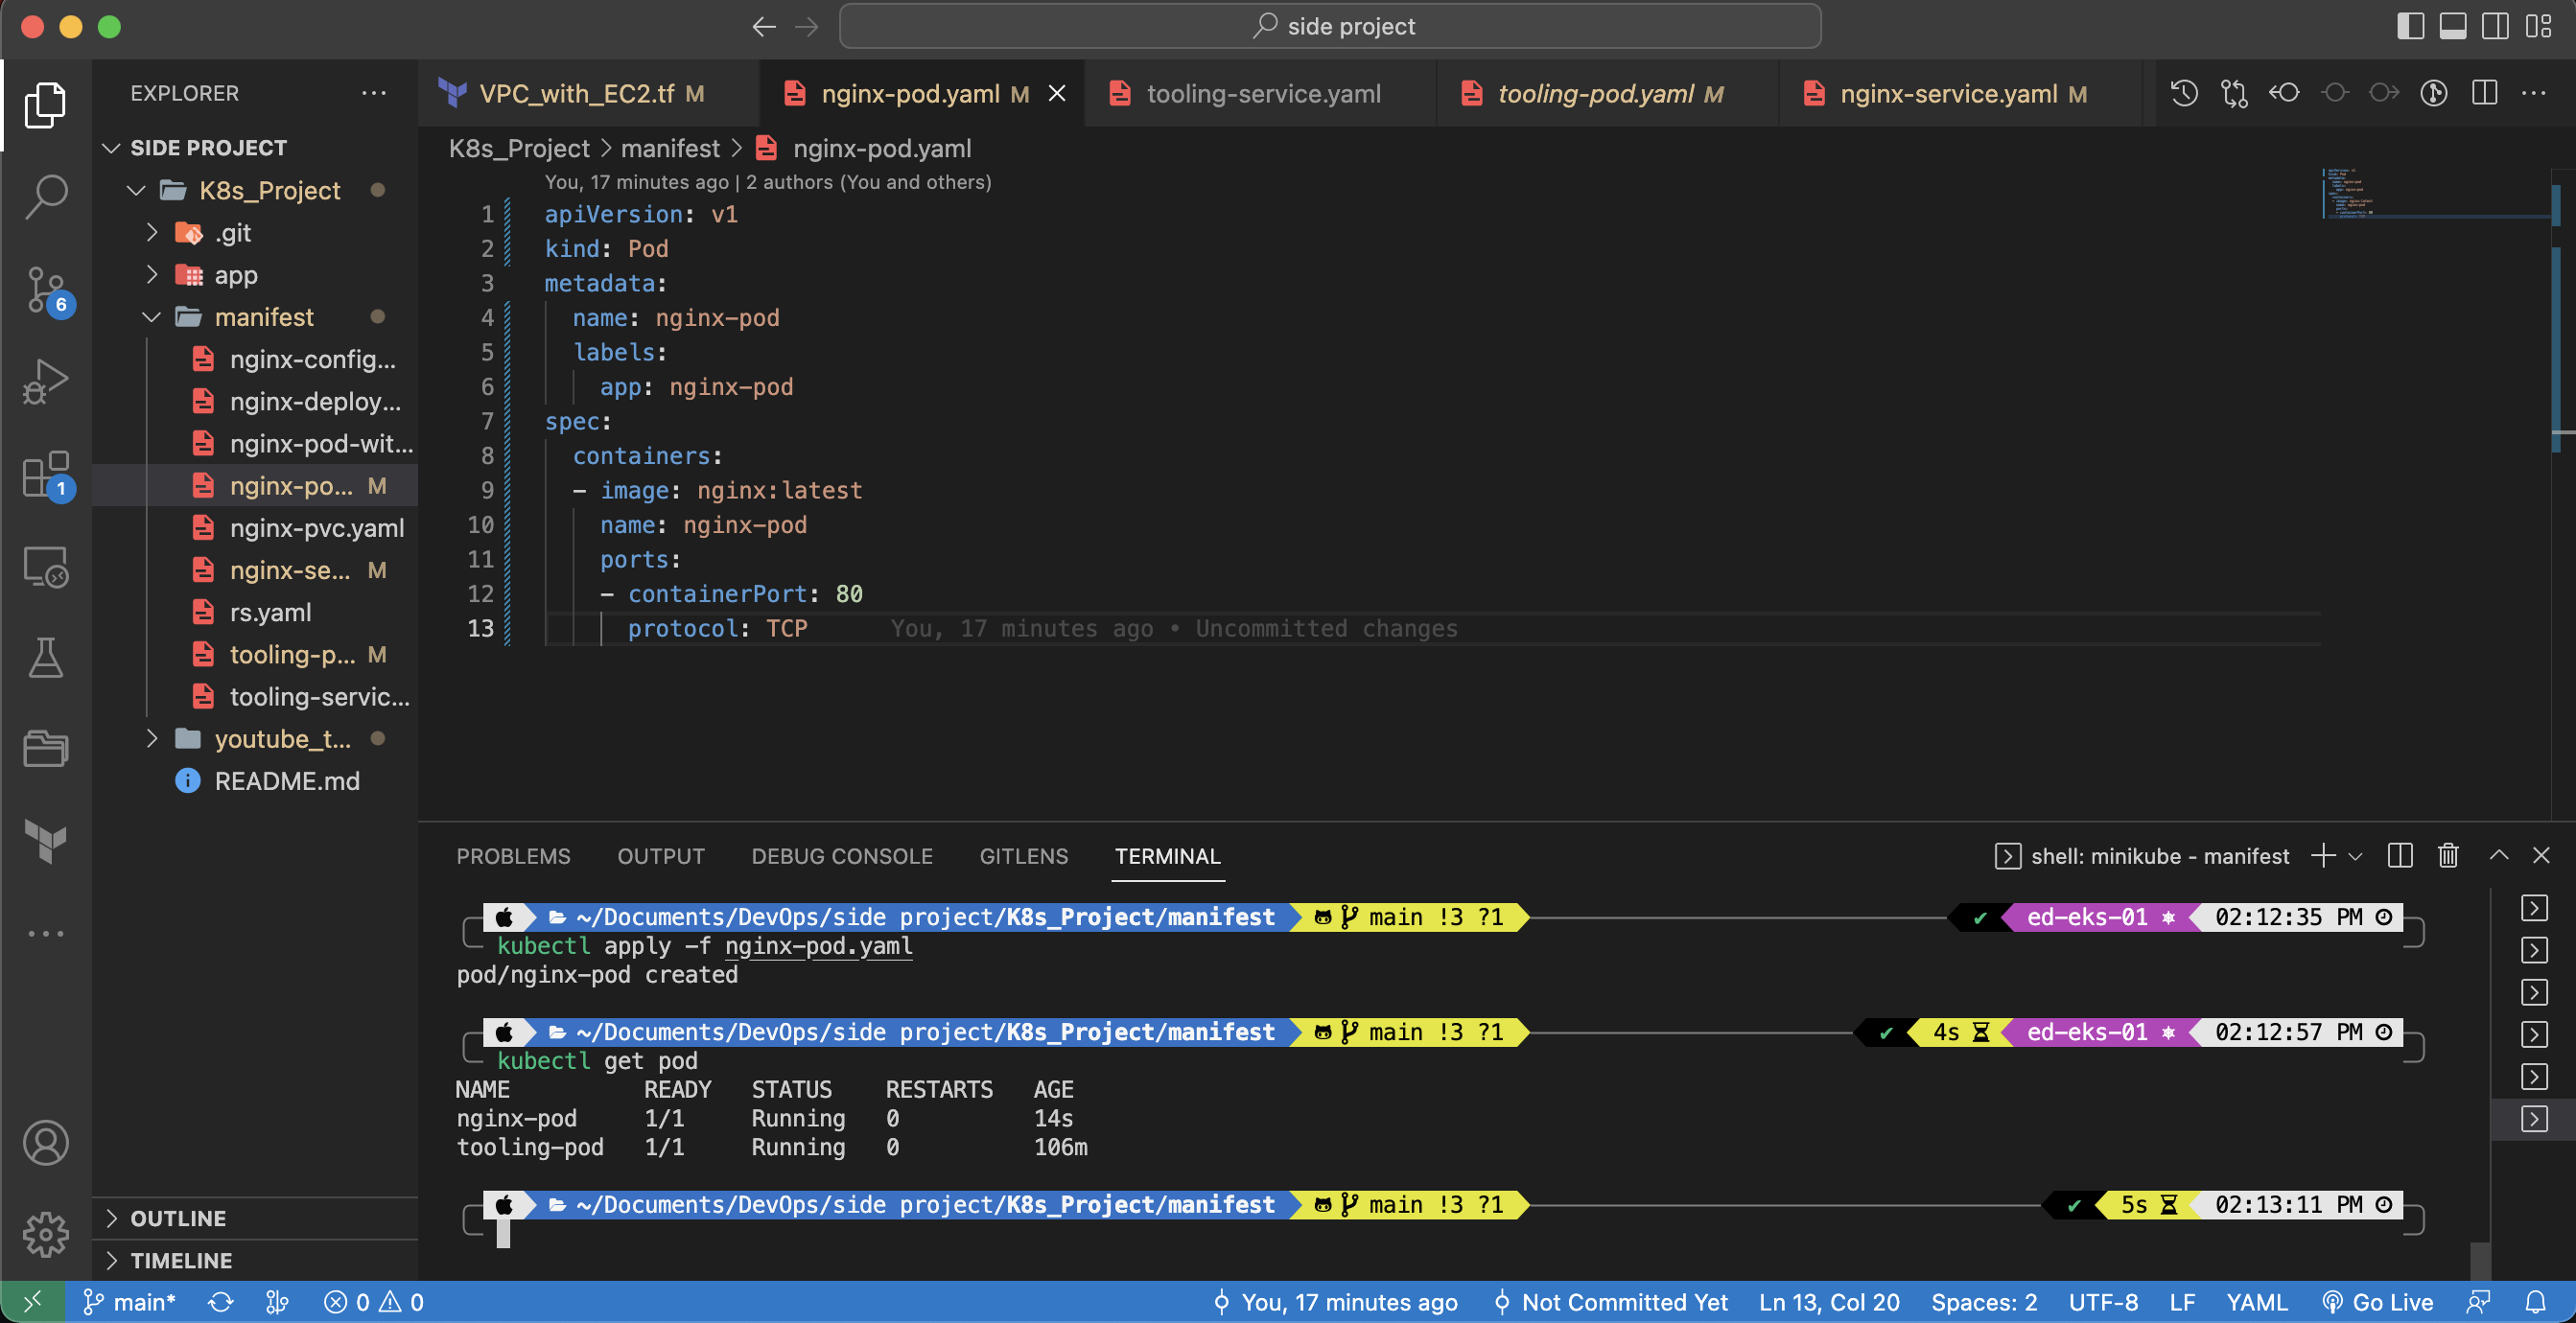 side project
EXPLORER
VPC_with_EC2.tf M
nginx-pod.yaml M
tooling-service.yaml
tooling-pod.yaml M
nginx-service.yaml M
SIDE PROJECT
K8s_Project
.git
app
manifest
nginx-config...
nginx-deploy...
nginx-pod-wit...
nginx-po... M
nginx-pvc.yaml
nginx-se... M
rs.yaml
tooling-p... M
tooling-servic...
youtube_t...
README.md
6
1
OUTLINE
TIMELINE
K8s_Project > manifest > nginx-pod.yaml
You, 17 minutes ago | 2 authors (You and others)
1 apiVersion: v1
2 kind: Pod
3 metadata:
4 name: nginx-pod
5 labels:
6 app: nginx-pod
7 spec:
8 containers:
9 - image: nginx:latest
10 name: nginx-pod
11 ports:
12 - containerPort: 80
13 protocol: TCP You, 17 minutes ago • Uncommitted changes
PROBLEMS OUTPUT DEBUG CONSOLE GITLENS TERMINAL
shell: minikube - manifest
~/Documents/DevOps/side project/K8s_Project/manifest main !3 ?1 ✔ ed-eks-01 02:12:35 PM
kubectl apply -f nginx-pod.yaml
pod/nginx-pod created
~/Documents/DevOps/side project/K8s_Project/manifest main !3 ?1 ✔ 4s ed-eks-01 02:12:57 PM
kubectl get pod
NAME READY STATUS RESTARTS AGE
nginx-pod 1/1 Running 0 14s
tooling-pod 1/1 Running 0 106m
~/Documents/DevOps/side project/K8s_Project/manifest main !3 ?1 ✔ 5s 02:13:11 PM
main* 0 0 You, 17 minutes ago Not Committed Yet Ln 13, Col 20 Spaces: 2 UTF-8 LF YAML Go Live